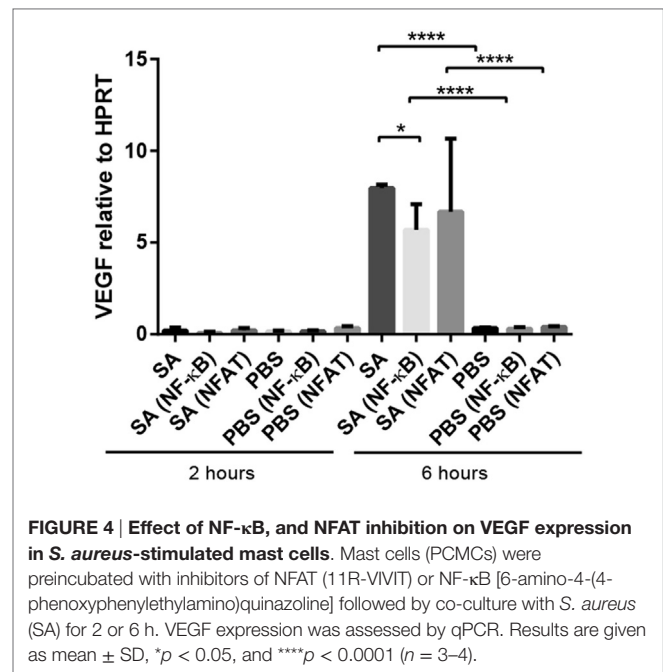 ****
15
****
****
*
10
5
0
VEGF relative to HPRT
SA
SA (NF-κB)
SA (NFAT)
PBS
PBS (NF-κB)
PBS (NFAT)
SA
SA (NF-κB)
SA (NFAT)
PBS
PBS (NF-κB)
PBS (NFAT)
2 hours
6 hours
FIGURE 4 | Effect of NF-κB, and NFAT inhibition on VEGF expression
in S. aureus-stimulated mast cells. Mast cells (PCMCs) were
preincubated with inhibitors of NFAT (11R-VIVIT) or NF-κB [6-amino-4-(4-
phenoxyphenylethylamino)quinazoline] followed by co-culture with S. aureus
(SA) for 2 or 6 h. VEGF expression was assessed by qPCR. Results are given
as mean ± SD, *p < 0.05, and ****p < 0.0001 (n = 3–4).